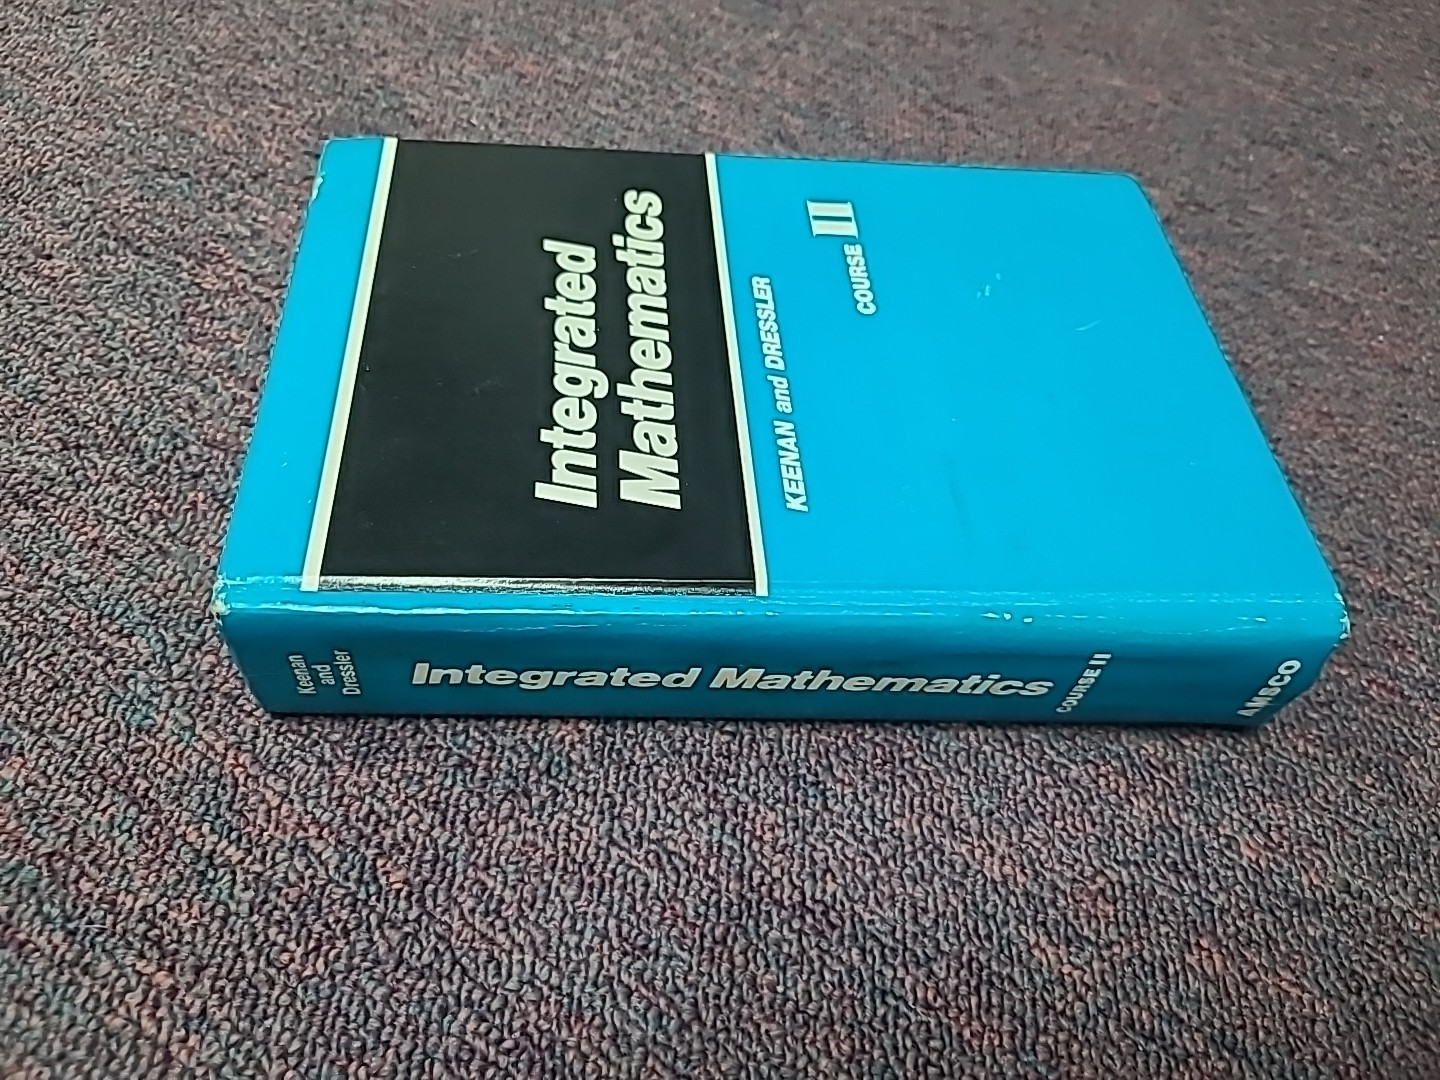 Integrated
Mathematics
KEENAN and DRESSLER
COURSE II
Keenan
and
Dressler
Integrated Mathematics
COURSE II
AMSCO